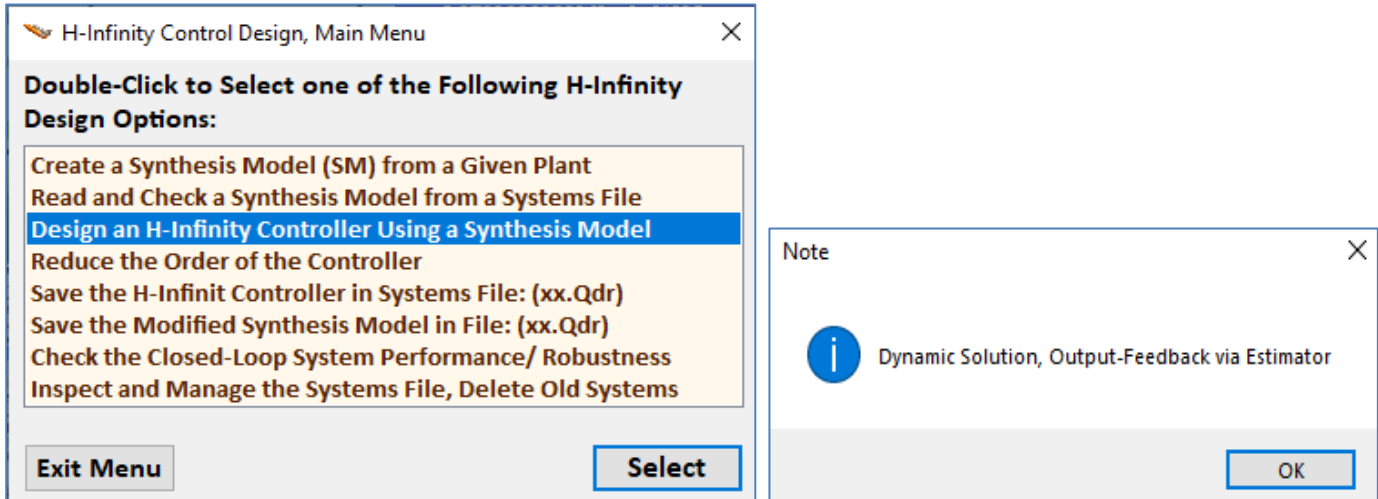 H-Infinity Control Design, Main Menu
Double-Click to Select one of the Following H-Infinity
Design Options:
Create a Synthesis Model (SM) from a Given Plant
Read and Check a Synthesis Model from a Systems File
Design an H-Infinity Controller Using a Synthesis Model
Reduce the Order of the Controller
Save the H-Infinit Controller in Systems File: (xx.Qdr)
Save the Modified Synthesis Model in File: (xx.Qdr)
Check the Closed-Loop System Performance/ Robustness
Inspect and Manage the Systems File, Delete Old Systems
Exit Menu
Select
Note
Dynamic Solution, Output-Feedback via Estimator
OK